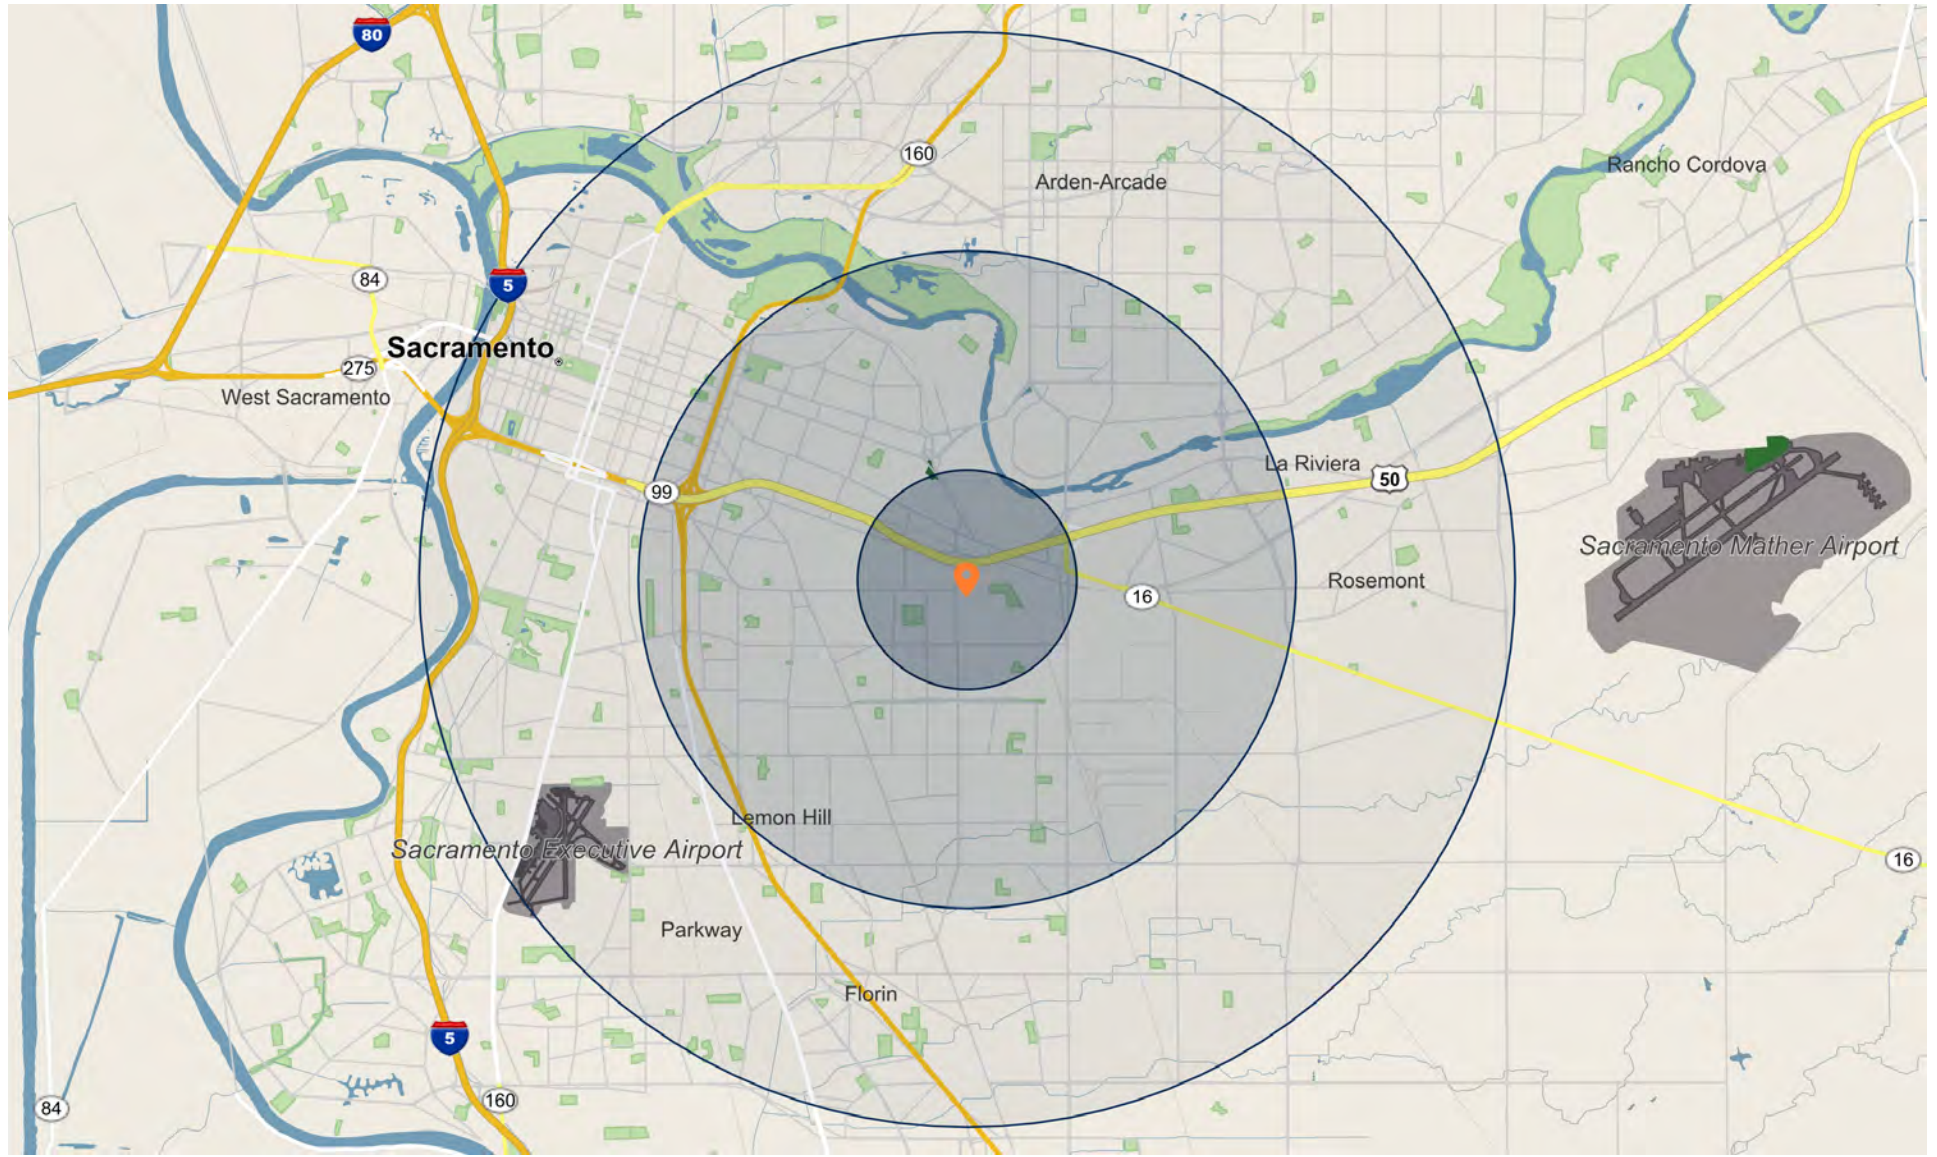 80
160
Rancho Cordova
Arden-Arcade
84
5
Sacramento
275
West Sacramento
La Riviera
50
99
Sacramento Mather Airport
Rosemont
16
Lemon Hill
Sacramento Executive Airport
16
Parkway
Florin
5
160
84